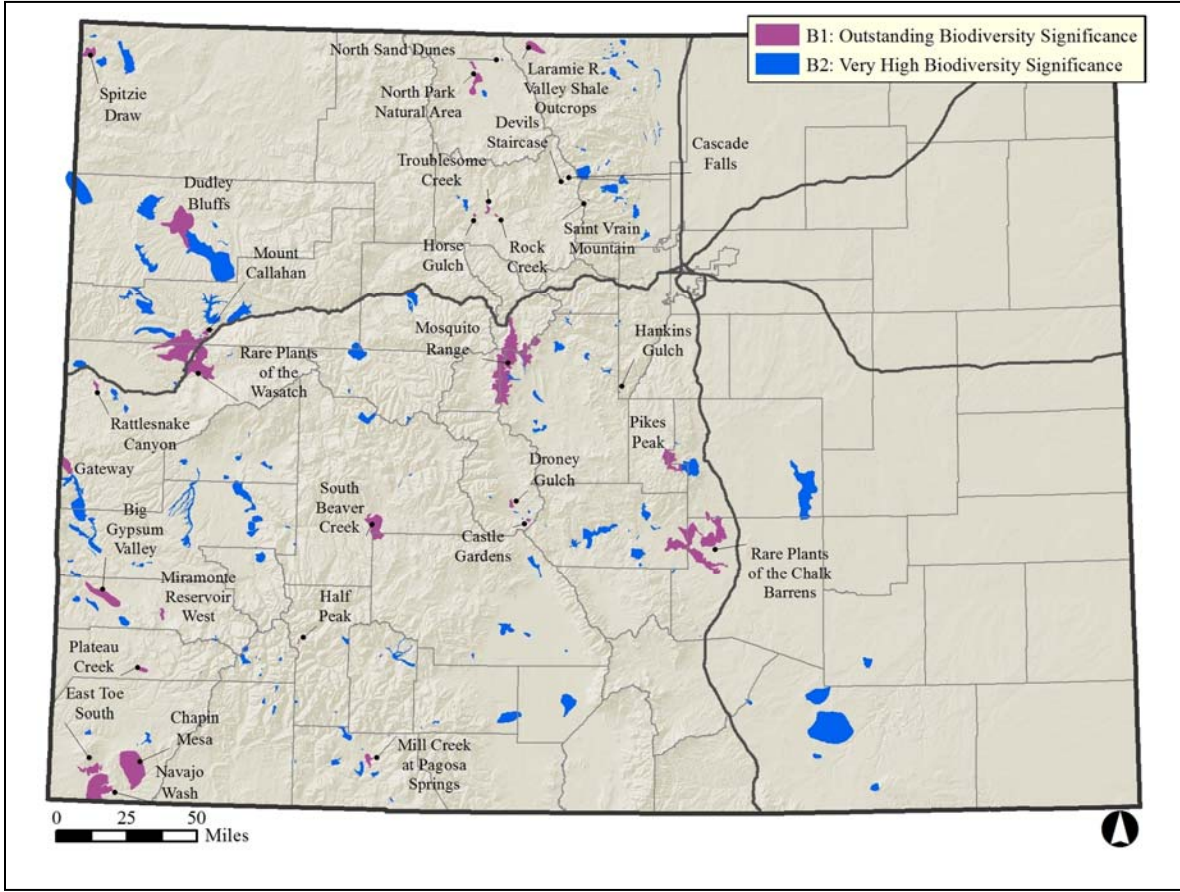 B1: Outstanding Biodiversity Significance
B2: Very High Biodiversity Significance
North Sand Dunes
Spitzie
Draw
North Park
Natural Area
Laramie R.
Valley Shale
Outcrops
Devils
Staircase
Cascade
Falls
Troublesome
Creek
Dudley
Bluffs
Mount
Callahan
Horse
Gulch
Rock
Creek
Saint Vrain
Mountain
Mosquito
Range
Hankins
Gulch
Rare Plants
of the
Wasatch
Rattlesnake
Canyon
Pikes
Peak
Gateway
Droney
Gulch
South
Beaver
Creek
Big
Gypsum
Valley
Castle
Gardens
Rare Plants
of the Chalk
Barrens
Miramonte
Reservoir
West
Half
Peak
Plateau
Creek
East Toe
South
Chapin
Mesa
Mill Creek
at Pagosa
Springs
Navajo
Wash
0 25 50
Miles